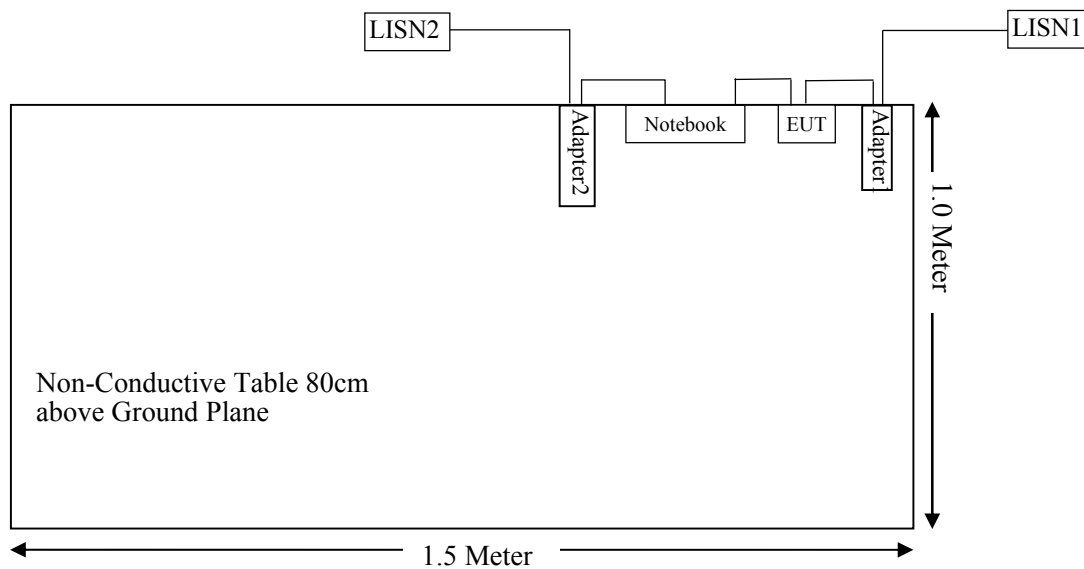 LISN2
LISN1
Adapter2
Notebook
EUT
Adapter1
1.0 Meter
Non-Conductive Table 80cm
above Ground Plane
1.5 Meter